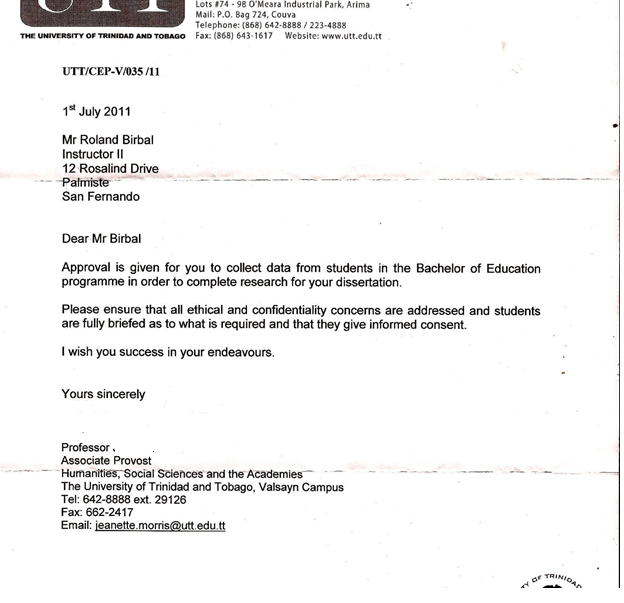 UTT
THE UNIVERSITY OF TRINIDAD AND TOBAGO
Lots #74 - 98 O'Meara Industrial Park, Arima
Mail: P.O. Bag 724, Couva
Telephone: (868) 642-8888 / 223-4888
Fax: (868) 643-1617 Website: www.utt.edu.tt
UTT/CEP-V/035 /11
1st July 2011
Mr Roland Birbal
Instructor II
12 Rosalind Drive
Palmiste
San Fernando
Dear Mr Birbal
Approval is given for you to collect data from students in the Bachelor of Education
programme in order to complete research for your dissertation.
Please ensure that all ethical and confidentiality concerns are addressed and students
are fully briefed as to what is required and that they give informed consent.
I wish you success in your endeavours.
Yours sincerely
Professor
Associate Provost
Humanities, Social Sciences and the Academies
The University of Trinidad and Tobago, Valsayn Campus
Tel: 642-8888 ext. 29126
Fax: 662-2417
Email: jeanette.morris@utt.edu.tt
OF TRINIDAD